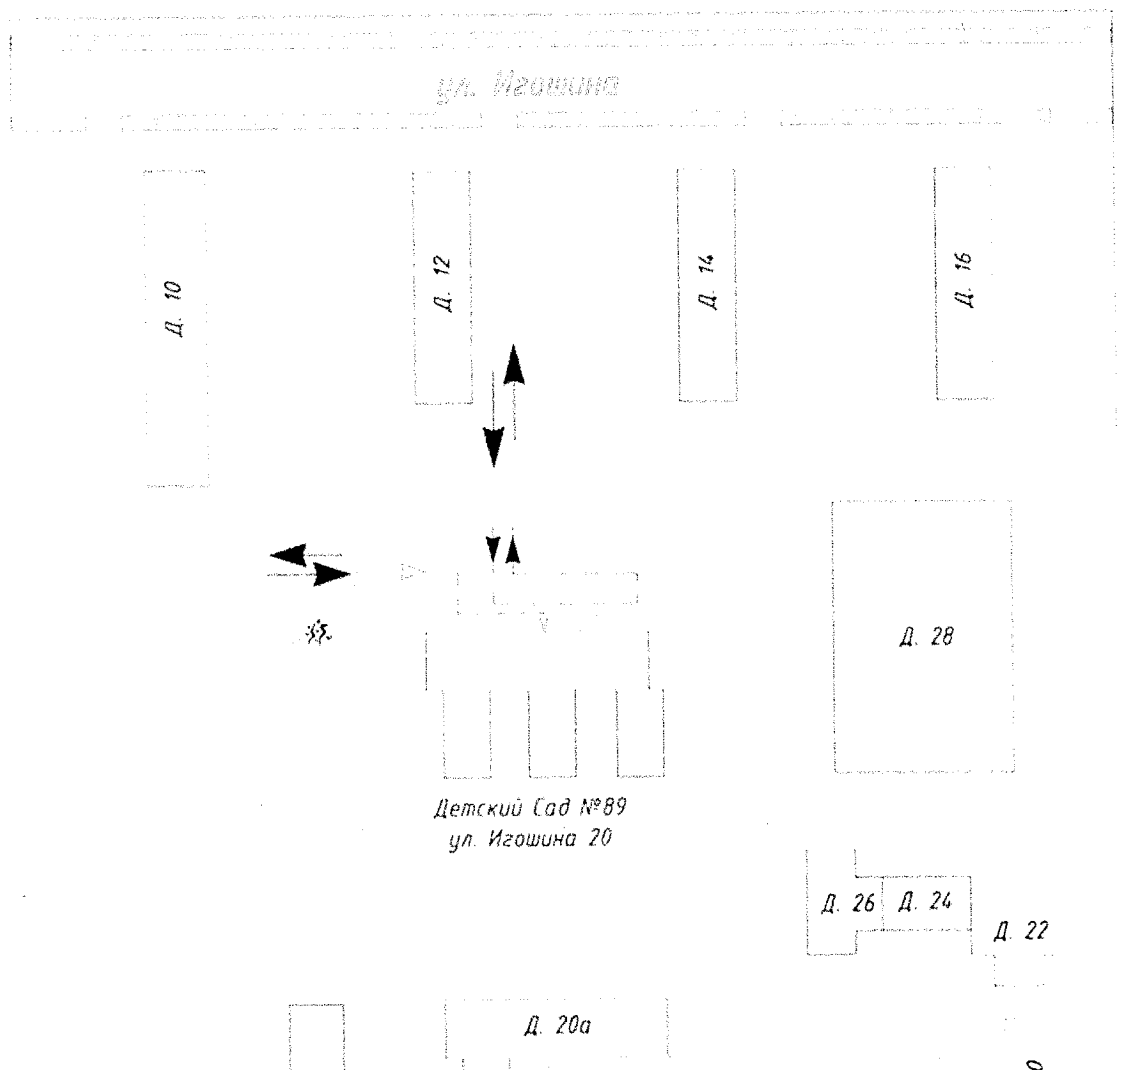 ул. Игошина
Д. 10
Д. 12
Д. 14
Д. 16
Д. 28
Детский Сад №89
ул. Игошина 20
Д. 26
Д. 24
Д. 22
Д. 20а